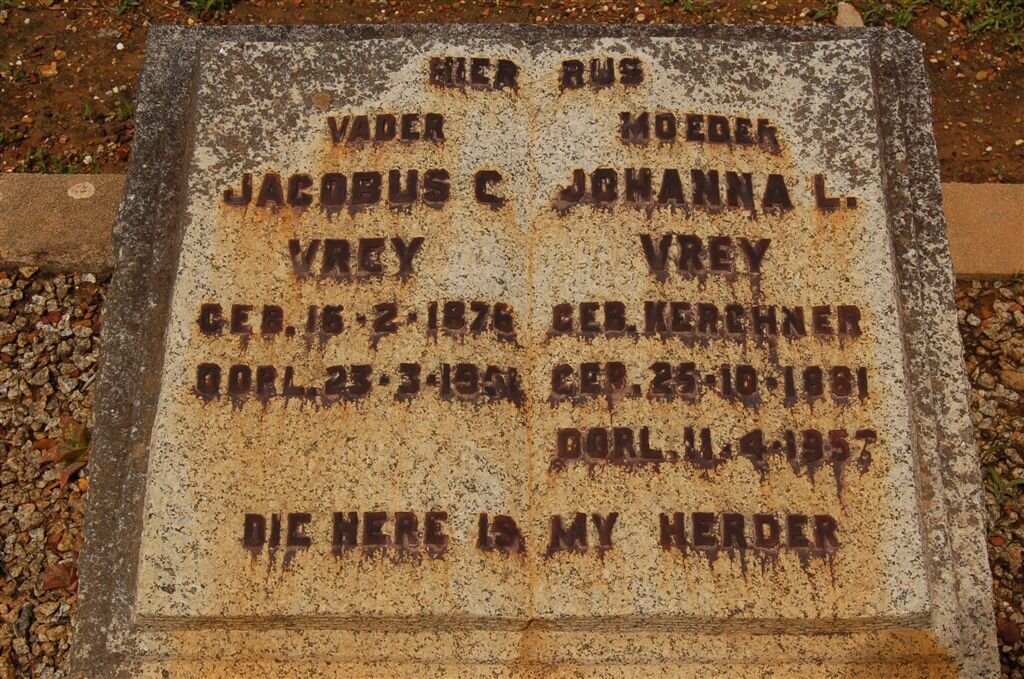 HIER RUS
VADER MOEDER
JACOBUS C JOHANNA L.
VREY VREY
GEB. 16·2·1876 GEB. KERCHNER
OORL. 23·3·1951 GEB. 25·10·1881
OORL. 11·4·1957
DIE HERE IS MY HERDER